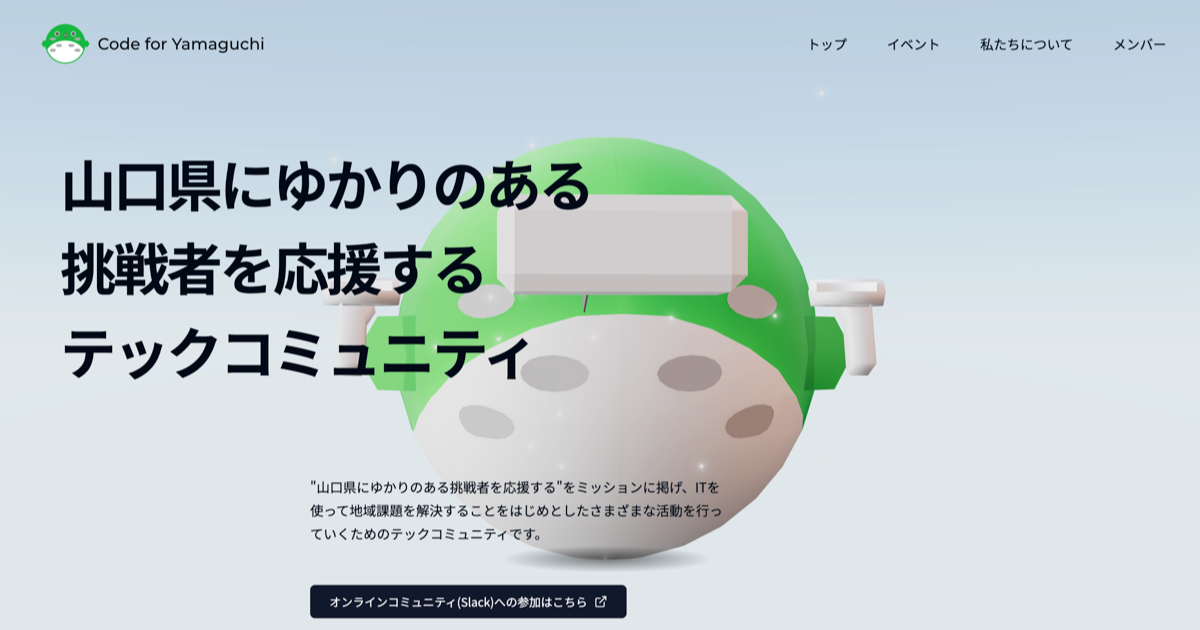 Code for Yamaguchi
トップ
イベント
私たちについて
メンバー
山口県にゆかりのある
挑戦者を応援する
テックコミュニティ
"山口県にゆかりのある挑戦者を応援する"をミッションに掲げ、ITを
使って地域課題を解決することをはじめとしたさまざまな活動を行っ
ていくためのテックコミュニティです。
オンラインコミュニティ(Slack)への参加はこちら